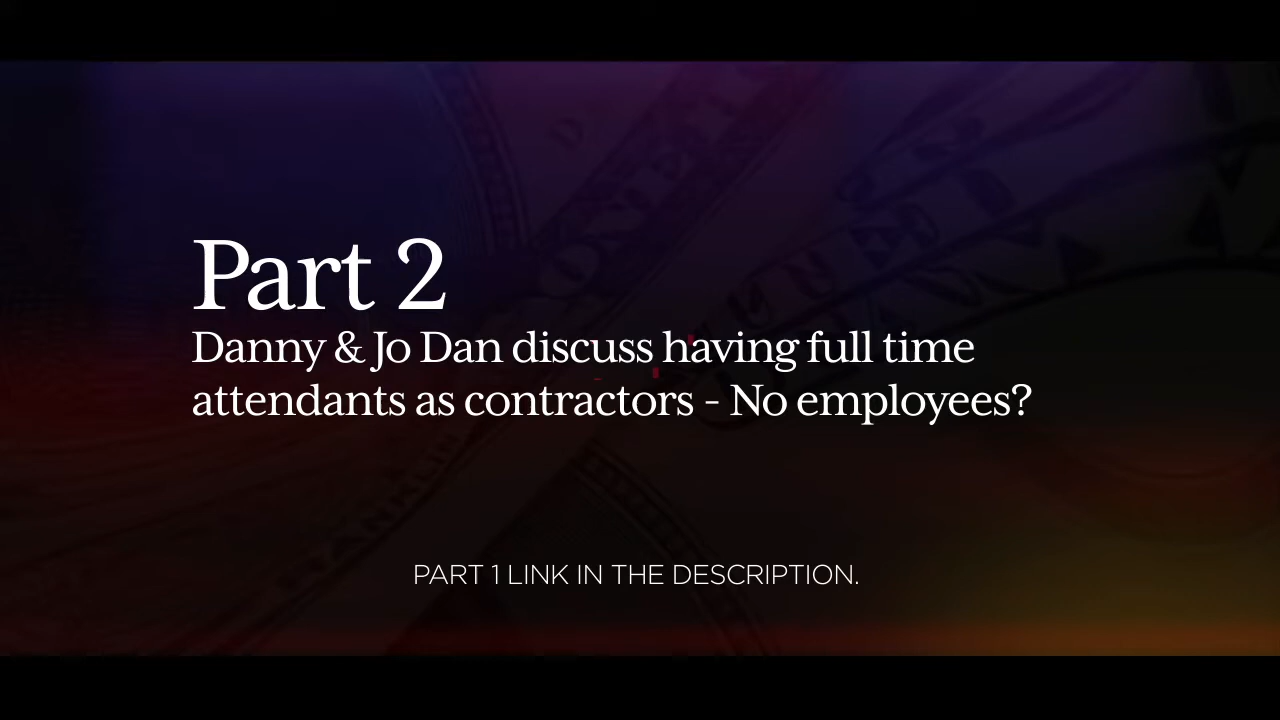 Part 2
Danny & Jo Dan discuss having full time
attendants as contractors - No employees?
FRANKLIN
PART 1 LINK IN THE DESCRIPTION.